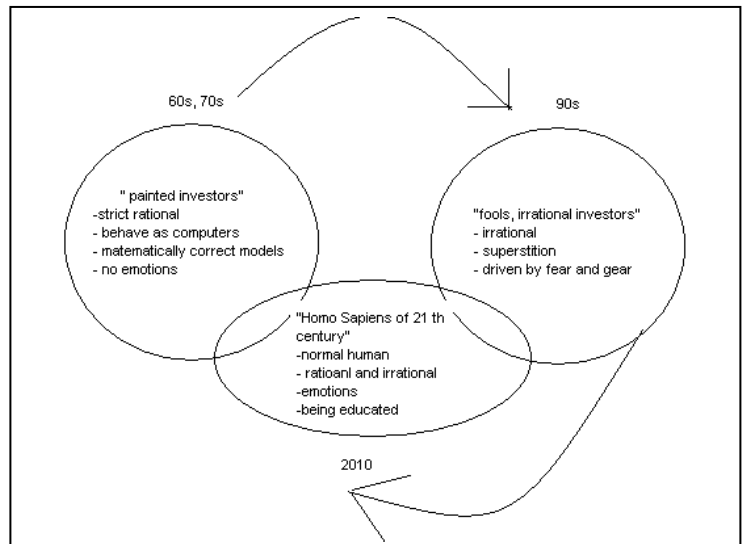 60s, 70s
90s
" painted investors"
-strict rational
- behave as computers
- matematically correct models
- no emotions
"fools, irrational investors"
- irrational
- superstition
- driven by fear and gear
"Homo Sapiens of 21 th
century"
-normal human
- ratioanl and irrational
-emotions
-being educated
2010